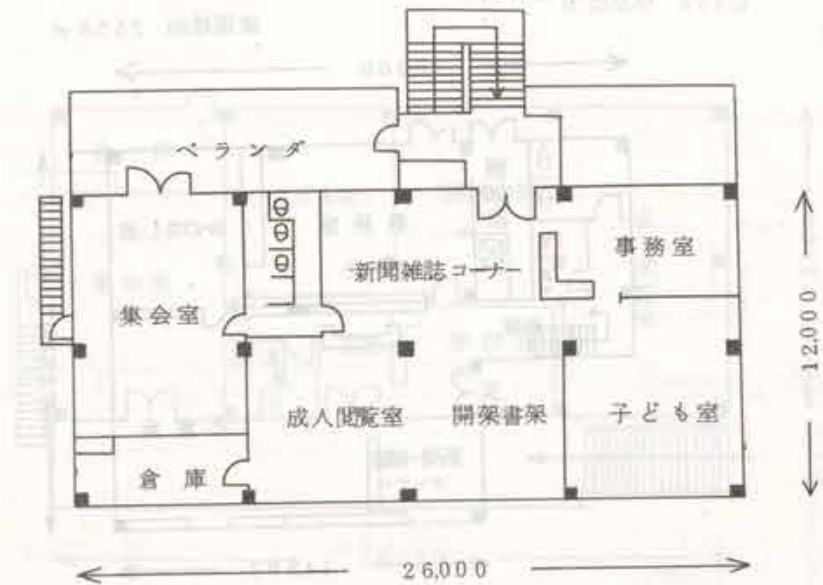 ベランダ
事務室
新聞雑誌コーナー
集会室
12,000
成人閲覧室
開架書架
子ども室
倉庫
26,000